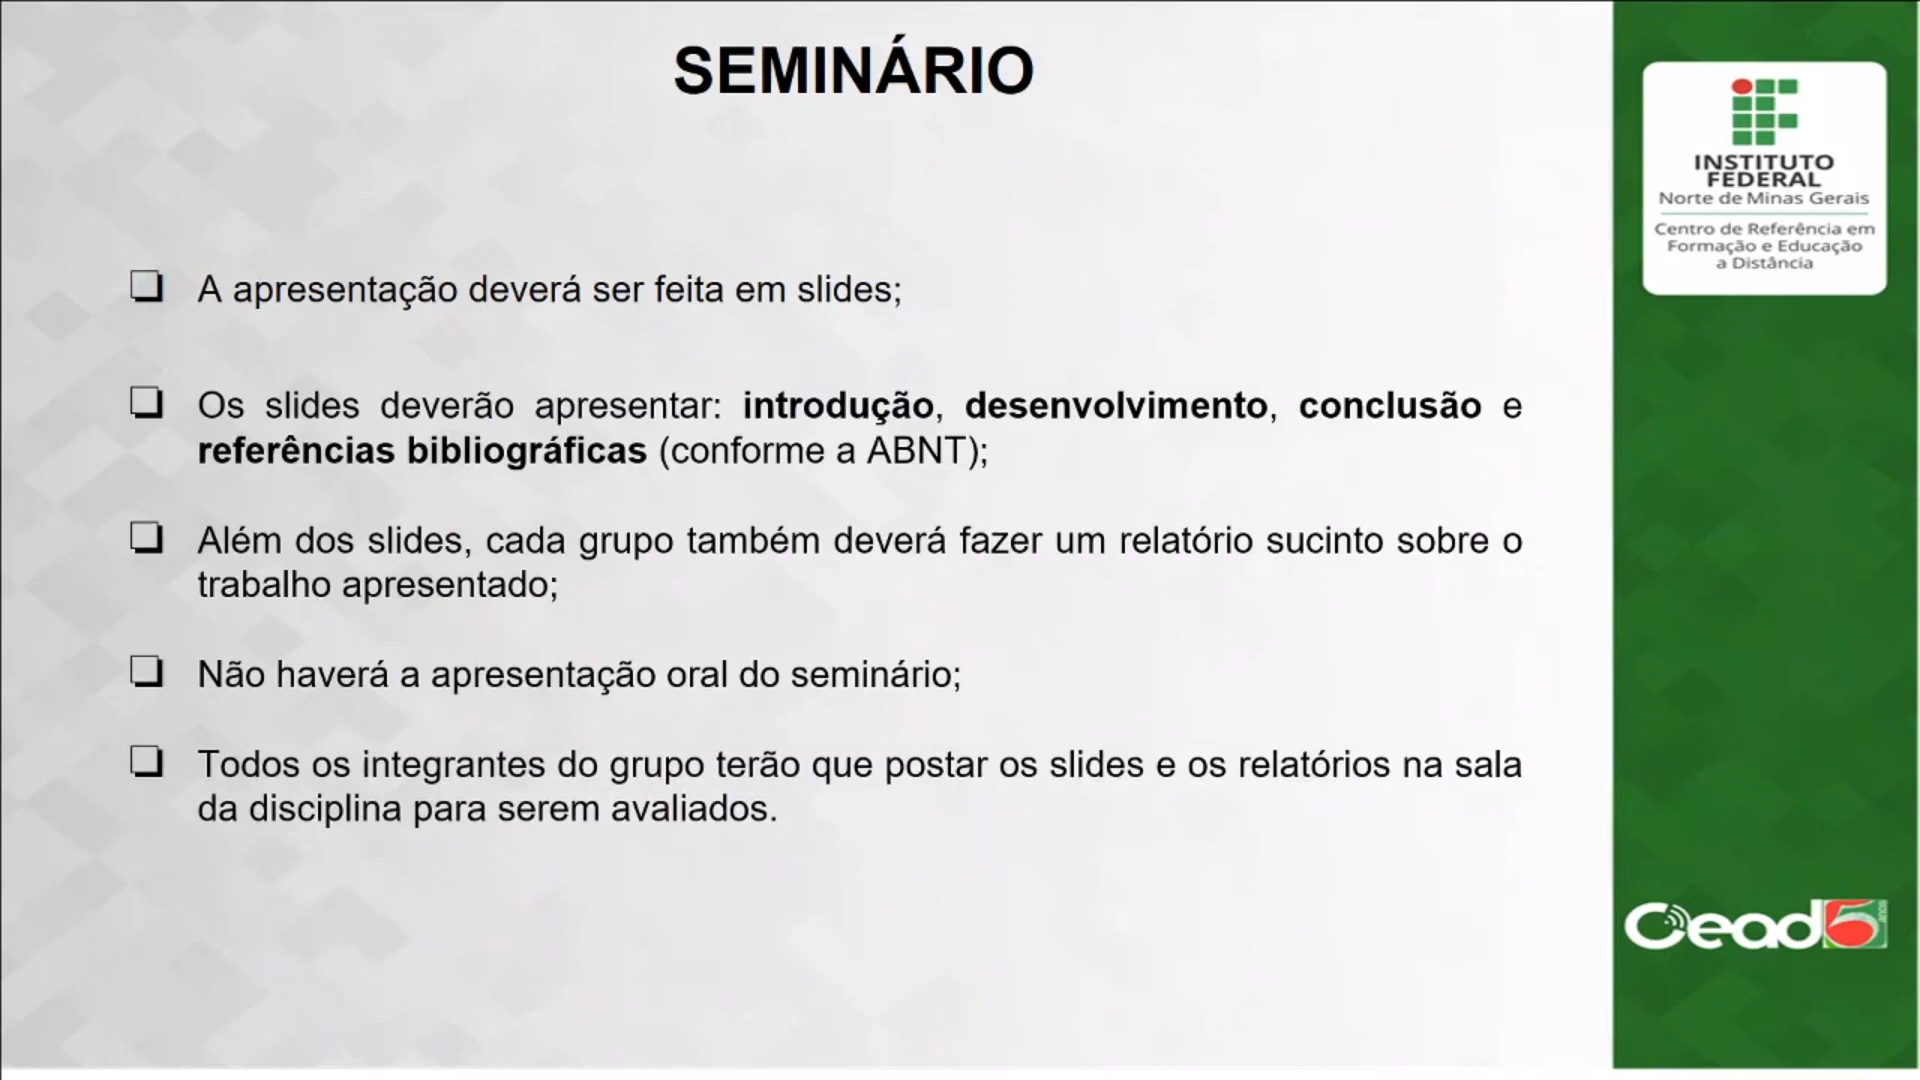 SEMINÁRIO
A apresentação deverá ser feita em slides;
Os slides deverão apresentar: introdução, desenvolvimento, conclusão e
referências bibliográficas (conforme a ABNT);
Além dos slides, cada grupo também deverá fazer um relatório sucinto sobre o
trabalho apresentado;
Não haverá a apresentação oral do seminário;
Todos os integrantes do grupo terão que postar os slides e os relatórios na sala
da disciplina para serem avaliados.
INSTITUTO
FEDERAL
Norte de Minas Gerais
Centro de Referência em
Formação e Educação
a Distância
Cead5